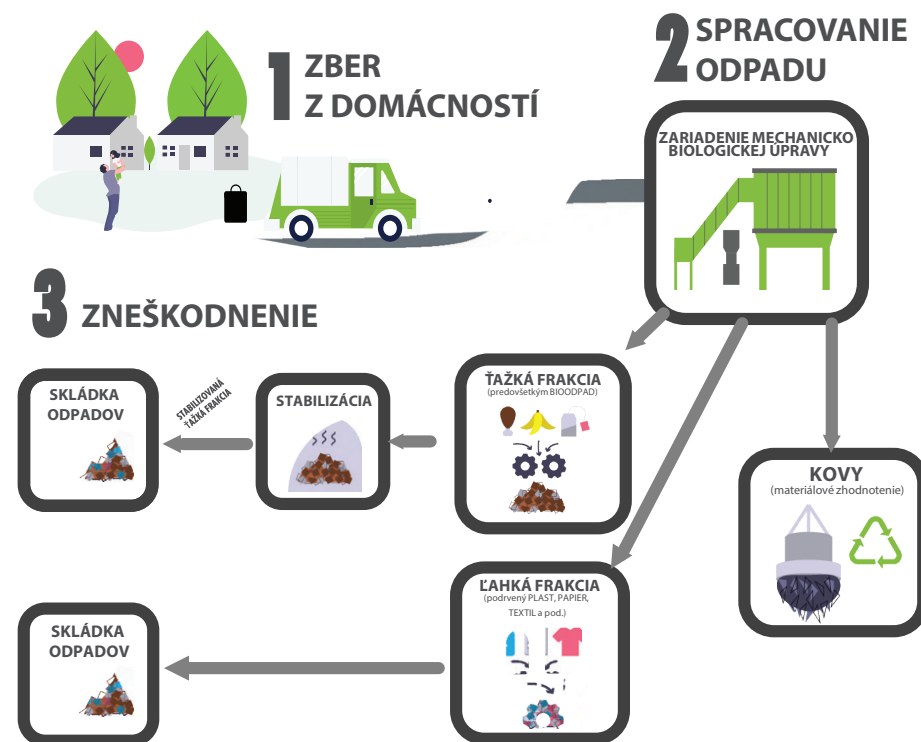 1 ZBER
Z DOMÁCNOSTÍ
2 SPRACOVANIE
ODPADU
ZARIADENIE MECHANICKO
BIOLOGICKEJ ÚPRAVY
3 ZNEŠKODNENIE
SKLÁDKA
ODPADOV
STABILIZOVANÁ
ŤAŽKÁ FRAKCIA
STABILIZÁCIA
ŤAŽKÁ FRAKCIA
(predovšetkým BIOODPAD)
KOVY
(materiálové zhodnotenie)
ĽAHKÁ FRAKCIA
(podrvený PLAST, PAPIER,
TEXTIL a pod.)
SKLÁDKA
ODPADOV